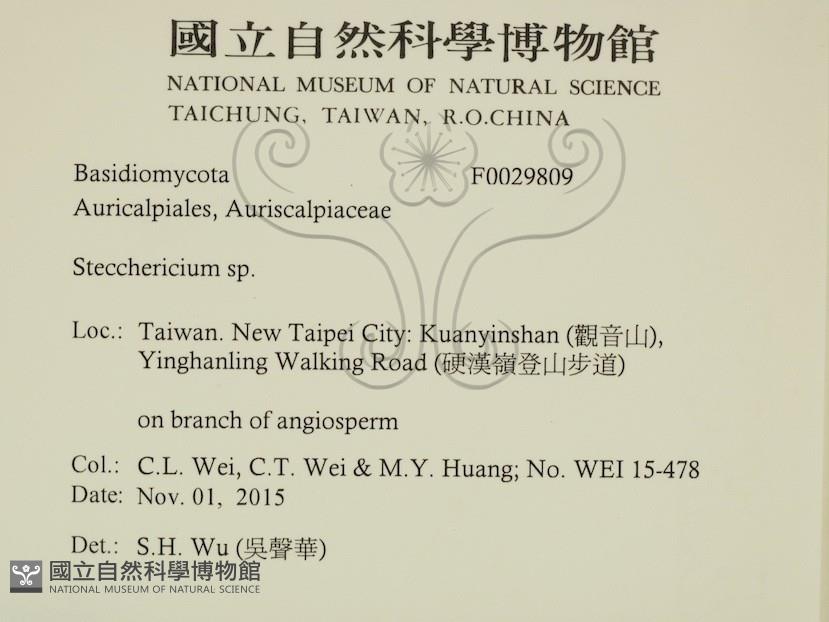 國立自然科學博物館
NATIONAL MUSEUM OF NATURAL SCIENCE
TAICHUNG, TAIWAN, R.O.CHINA
Basidiomycota F0029809
Auricalpiales, Auriscalpiaceae
Stecchericium sp.
Loc.: Taiwan. New Taipei City: Kuanyinshan (觀音山),
Yinghanling Walking Road (硬漢嶺登山步道)
on branch of angiosperm
Col.: C.L. Wei, C.T. Wei & M.Y. Huang; No. WEI 15-478
Date: Nov. 01, 2015
Det.: S.H. Wu (吳聲華)
國立自然科學博物館
NATIONAL MUSEUM OF NATURAL SCIENCE